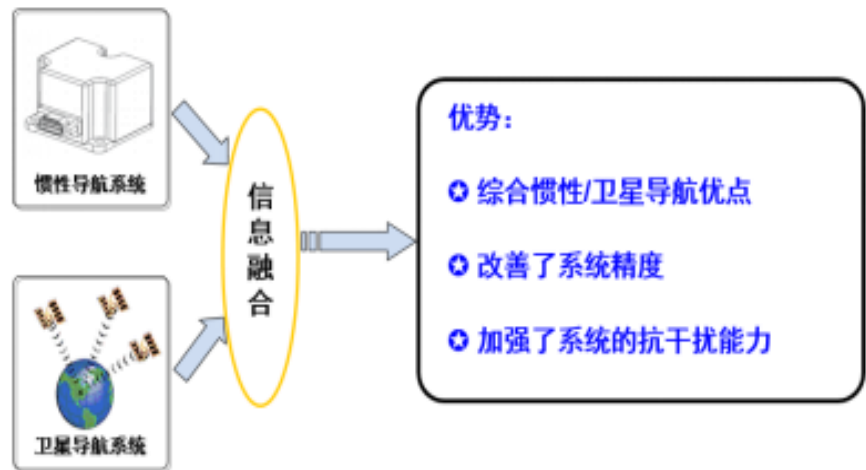 惯性导航系统
卫星导航系统
信息融合
优势：
✪ 综合惯性/卫星导航优点
✪ 改善了系统精度
✪ 加强了系统的抗干扰能力